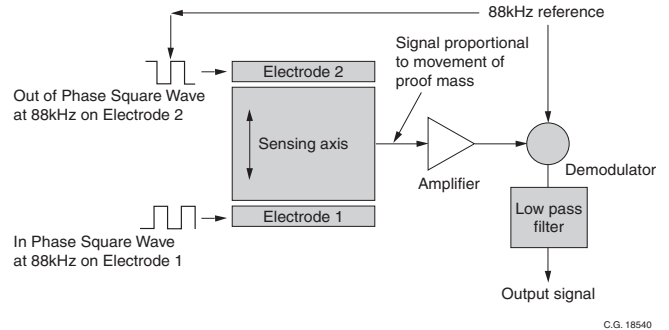 88kHz reference
Signal proportional
to movement of
proof mass
Electrode 2
Out of Phase Square Wave
at 88kHz on Electrode 2
Sensing axis
Amplifier
Demodulator
Electrode 1
Low pass
filter
In Phase Square Wave
at 88kHz on Electrode 1
Output signal
C.G. 18540